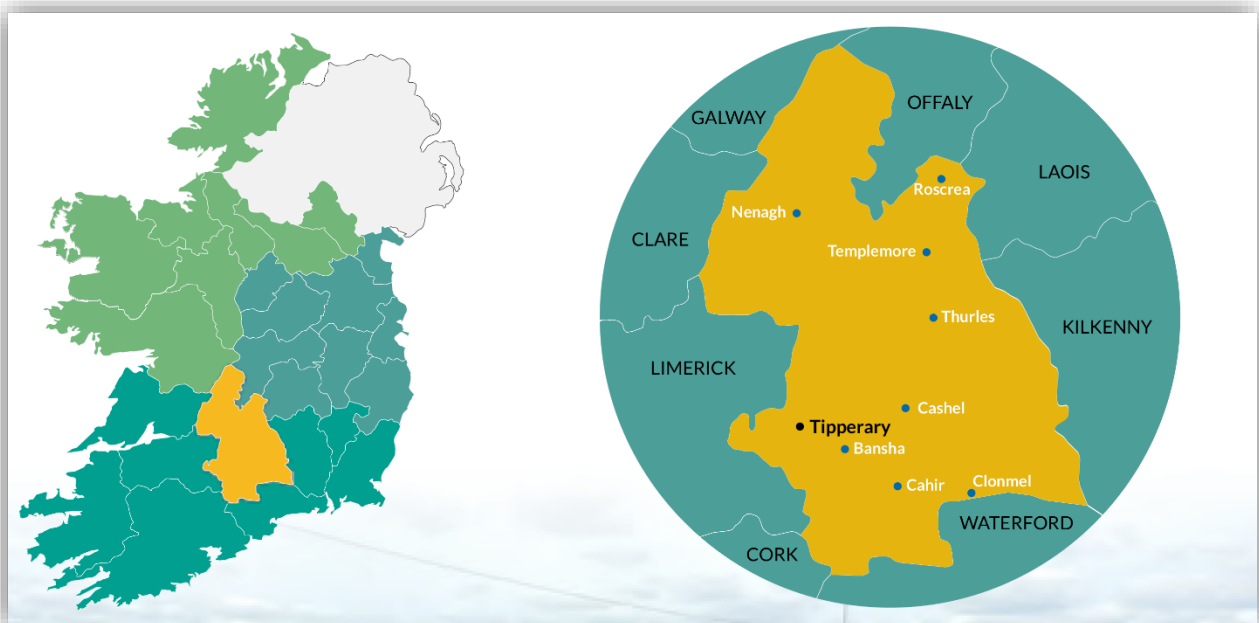 OFFALY
GALWAY
LAOIS
Roscrea
Nenagh
CLARE
Templemore
Thurles
KILKENNY
LIMERICK
Cashel
Tipperary
Bansha
Cahir
Clonmel
WATERFORD
CORK